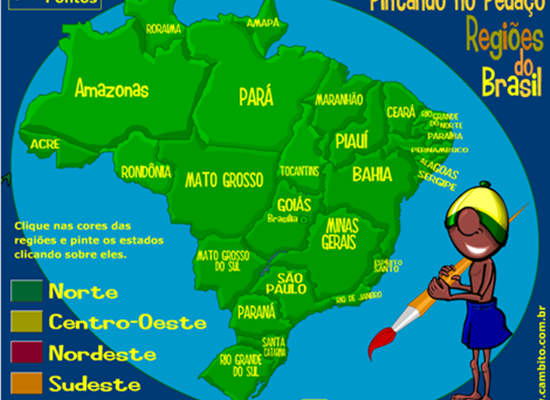 Pontos
Pintando no Pedaço
Regiões
do
Brasil
RORAIMA
AMAPÁ
Amazonas
PARÁ
MARANHÃO
CEARÁ
RIO GRANDE
DO NORTE
PARAÍBA
PERNAMBUCO
ALAGOAS
SERGIPE
PIAUÍ
ACRE
RONDÔNIA
MATO GROSSO
TOCANTINS
BAHIA
GOIÁS
Brasília
MINAS
GERAIS
ESPÍRITO
SANTO
MATO GROSSO
DO SUL
SÃO
PAULO
RIO DE JANEIRO
PARANÁ
SANTA
CATARINA
RIO GRANDE
DO SUL
Clique nas cores das
regiões e pinte os estados
clicando sobre eles.
Norte
Centro-Oeste
Nordeste
Sudeste
www.cambito.com.br